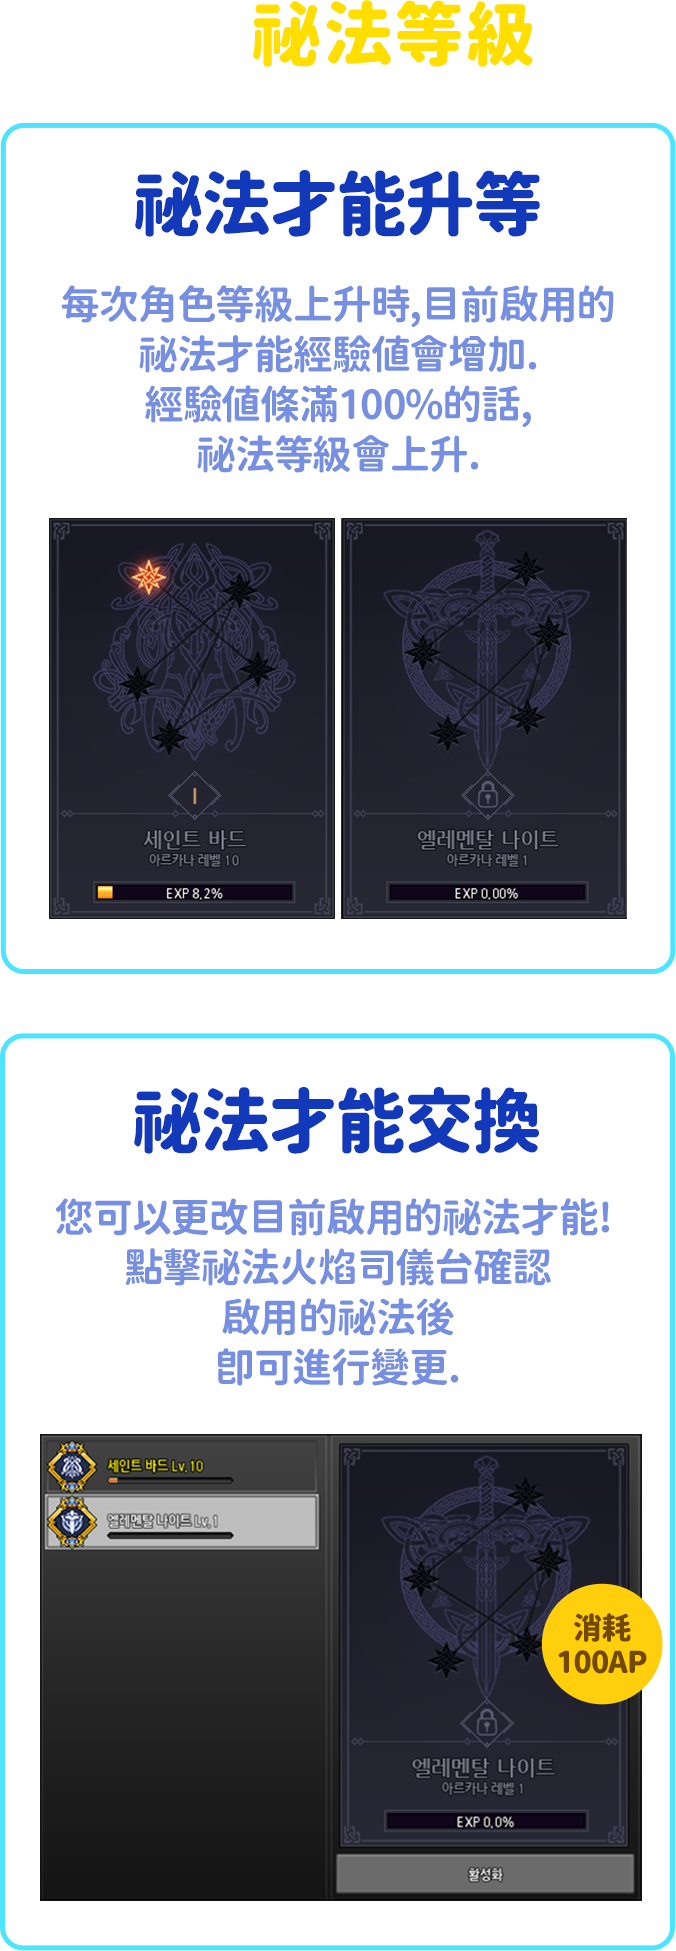 祕法等級
祕法才能升等
每次角色等級上升時,目前啟用的
祕法才能經驗值會增加.
經驗值條滿100%的話,
祕法等級會上升.
I
세인트 바드
아르카나 레벨 10
EXP 8.2%
엘레멘탈 나이트
아르카나 레벨 1
EXP 0.00%
祕法才能交換
您可以更改目前啟用的祕法才能!
點擊祕法火焰司儀台確認
啟用的祕法後
即可進行變更.
세인트 바드 Lv.10
엘레멘탈 나이트 Lv.1
消耗
100AP
엘레멘탈 나이트
아르카나 레벨 1
EXP 0.0%
활성화